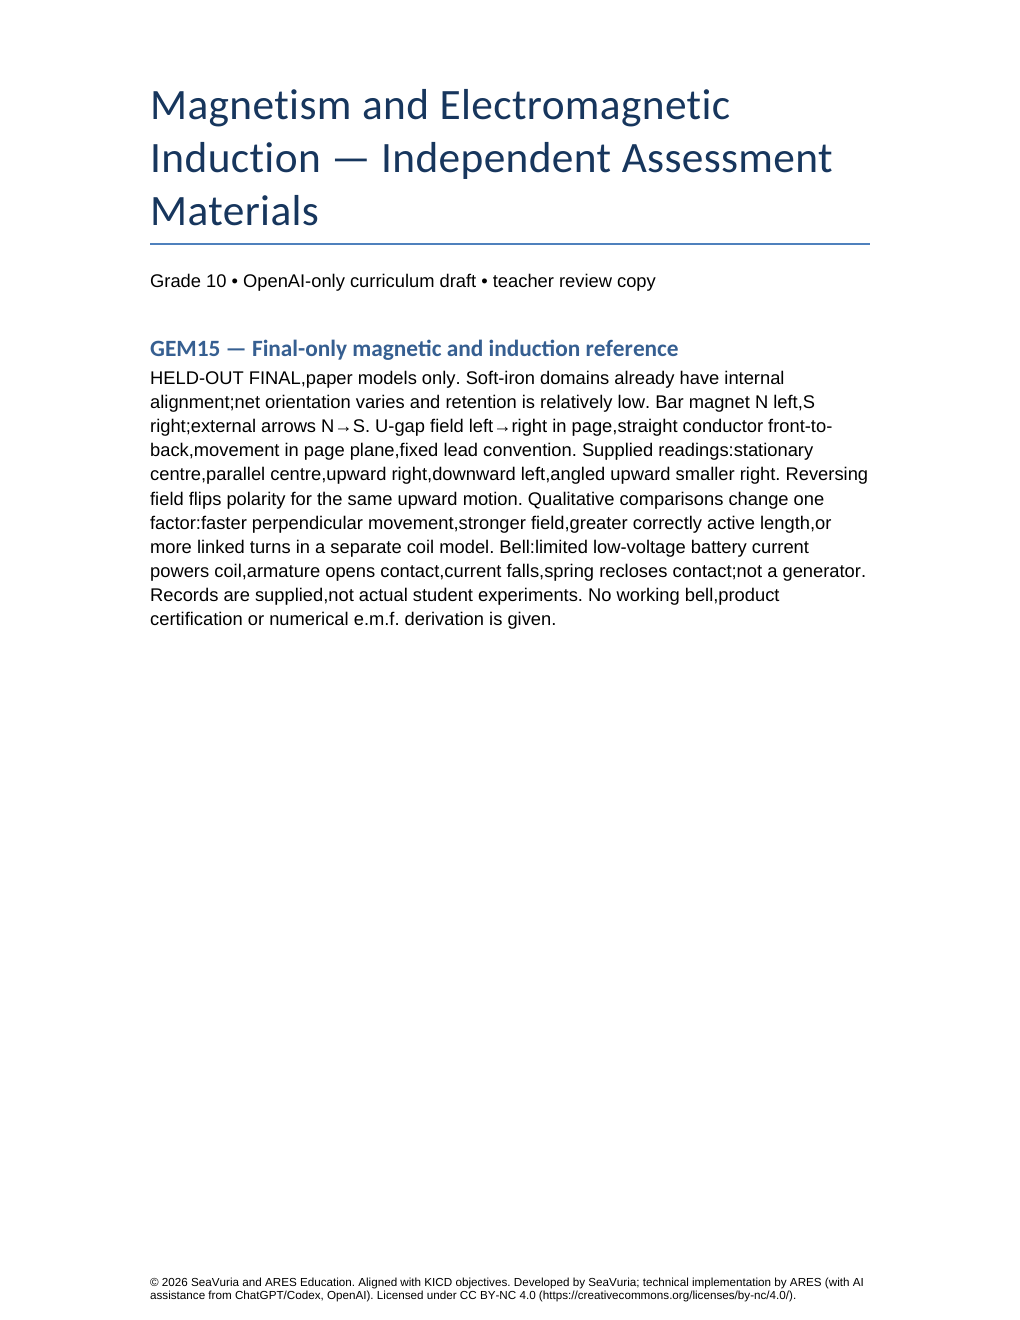 Magnetism and Electromagnetic
Induction — Independent Assessment
Materials
Grade 10 • OpenAI-only curriculum draft • teacher review copy
GEM15 — Final-only magnetic and induction reference
HELD-OUT FINAL,paper models only. Soft-iron domains already have internal
alignment;net orientation varies and retention is relatively low. Bar magnet N left,S
right;external arrows N→S. U-gap field left→right in page,straight conductor front-to-
back,movement in page plane,fixed lead convention. Supplied readings:stationary
centre,parallel centre,upward right,downward left,angled upward smaller right. Reversing
field flips polarity for the same upward motion. Qualitative comparisons change one
factor:faster perpendicular movement,stronger field,greater correctly active length,or
more linked turns in a separate coil model. Bell:limited low-voltage battery current
powers coil,armature opens contact,current falls,spring recloses contact;not a generator.
Records are supplied,not actual student experiments. No working bell,product
certification or numerical e.m.f. derivation is given.
© 2026 SeaVuria and ARES Education. Aligned with KICD objectives. Developed by SeaVuria; technical implementation by ARES (with AI
assistance from ChatGPT/Codex, OpenAI). Licensed under CC BY-NC 4.0 (https://creativecommons.org/licenses/by-nc/4.0/).